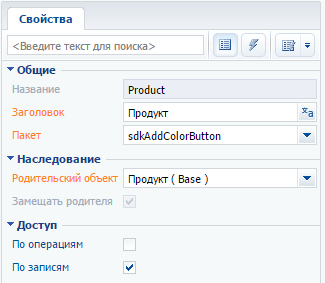 Свойства
<Введите текст для поиска>
Общие
Название Product
Заголовок Продукт
Пакет sdkAddColorButton
Наследование
Родительский объект Продукт ( Base )
Замещать родителя
Доступ
По операциям
По записям